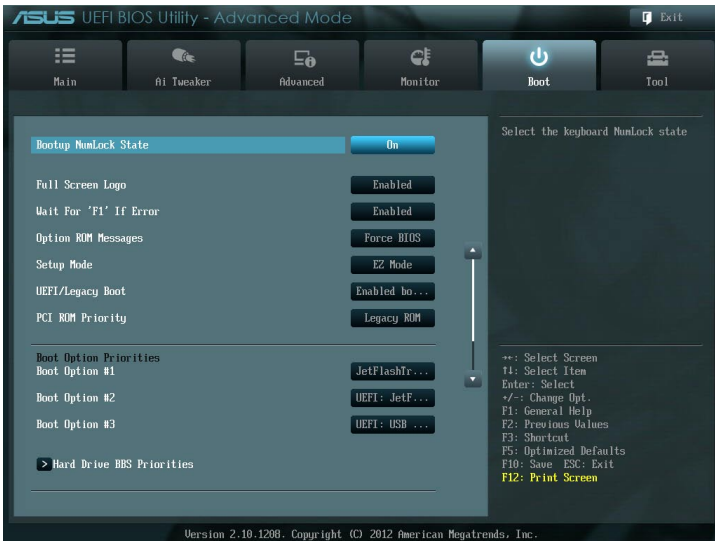 ASUS UEFI BIOS Utility - Advanced Mode
Exit
Main Ai Tweaker Advanced Monitor Boot Tool
Select the keyboard NumLock state
Bootup NumLock State On
Full Screen Logo Enabled
Wait For 'F1' If Error Enabled
Option ROM Messages Force BIOS
Setup Mode EZ Mode
UEFI/Legacy Boot Enabled bo...
PCI ROM Priority Legacy ROM
Boot Option Priorities
Boot Option #1 JetFlashTr...
Boot Option #2 UEFI: JetF...
Boot Option #3 UEFI: USB ...
> Hard Drive BBS Priorities
→←: Select Screen
↑↓: Select Item
Enter: Select
+/-: Change Opt.
F1: General Help
F2: Previous Values
F3: Shortcut
F5: Optimized Defaults
F10: Save ESC: Exit
F12: Print Screen
Version 2.10.1208. Copyright (C) 2012 American Megatrends, Inc.